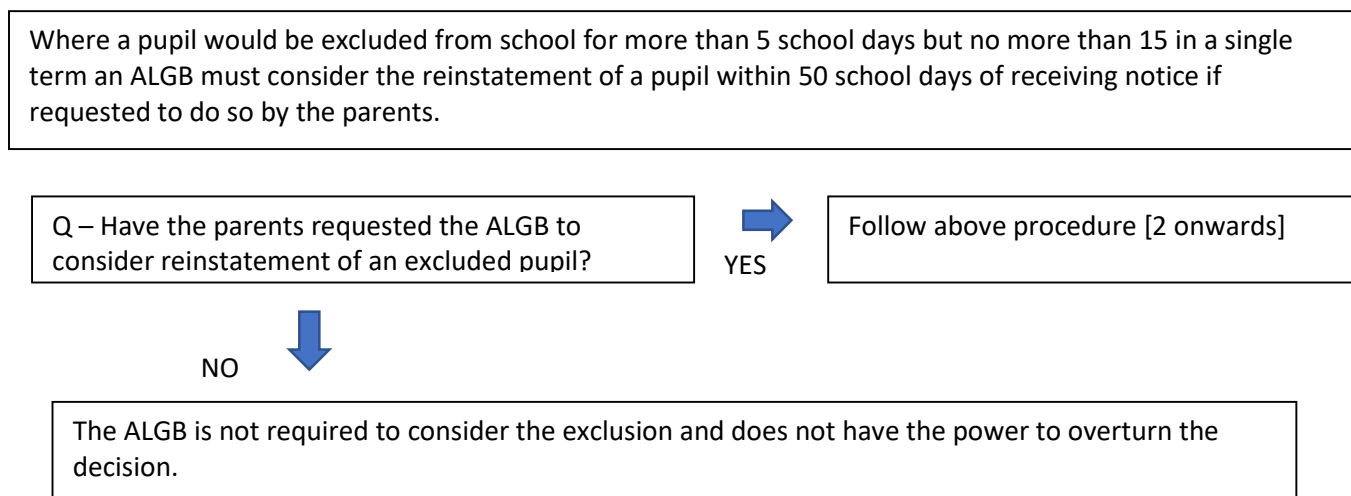 Where a pupil would be excluded from school for more than 5 school days but no more than 15 in a single
term an ALGB must consider the reinstatement of a pupil within 50 school days of receiving notice if
requested to do so by the parents.
Q – Have the parents requested the ALGB to
consider reinstatement of an excluded pupil?
YES
Follow above procedure [2 onwards]
NO
The ALGB is not required to consider the exclusion and does not have the power to overturn the
decision.